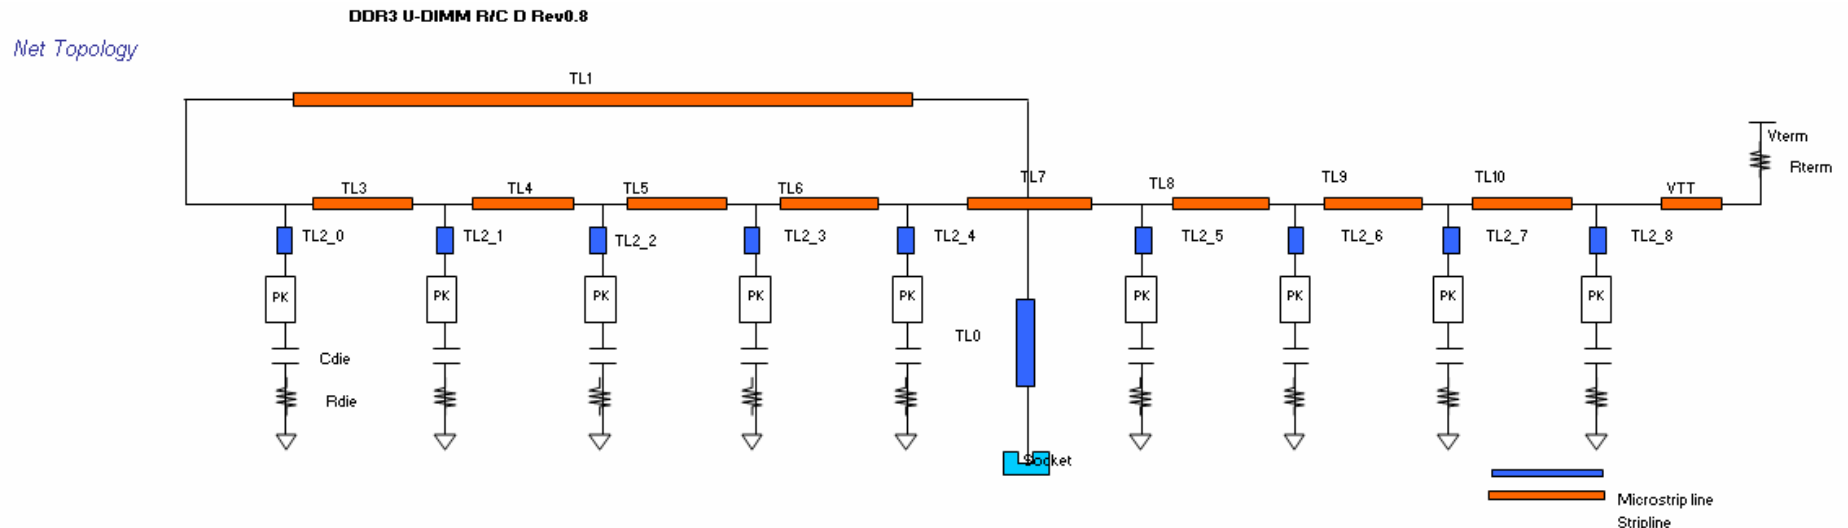 DDR3 U-DIMM R/C D Rev0.8
Net Topology
TL1
Vterm
Rterm
TL3 TL4 TL5 TL6 TL7 TL8 TL9 TL10 VTT
TL2_0 TL2_1 TL2_2 TL2_3 TL2_4 TL2_5 TL2_6 TL2_7 TL2_8
PK PK PK PK PK PK PK PK PK
TL0
Cdie
Rdie
Socket
Microstrip line
Stripline